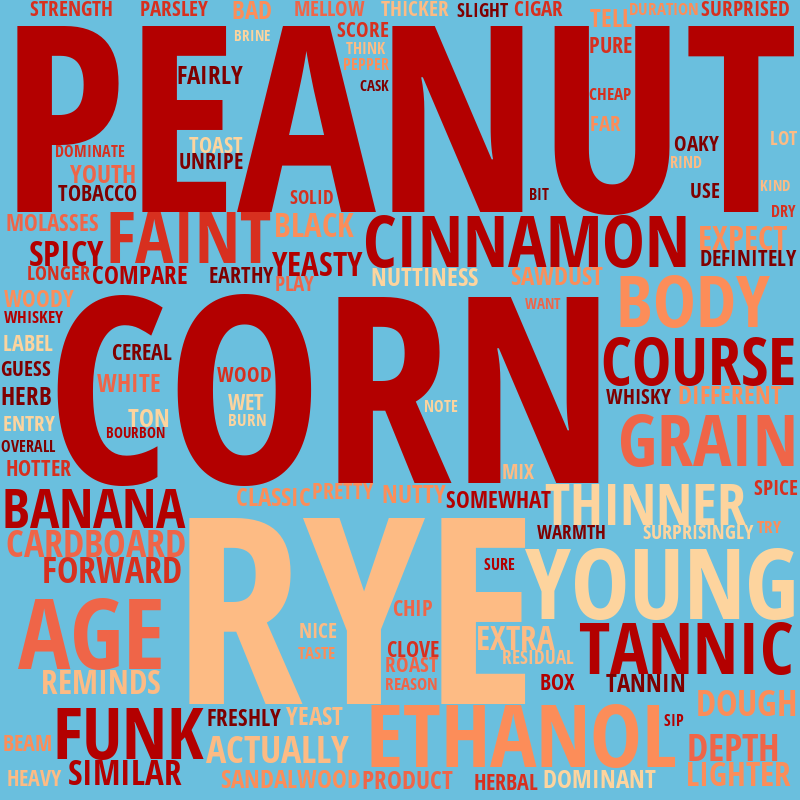 STRENGTH PARSLEY BAD MELLOW THICKER SLIGHT CIGAR TELL DURATION SURPRISED
BRINE SCORE THINK PEPPER CASK PURE
PEANUT
FAIRLY CHEAP FAR
DOMINATE TOAST UNRIPE OAKY RIND LOT
YOUTH TOBACCO SOLID BIT USE KIND DRY
MOLASSES FAINT BLACK CINNAMON EXPECT
SPICY YEASTY DEFINITELY
LONGER COMPARE EARTHY PLAY NUTTINESS SAWDUST
WOODY WANT BODY
WHISKEY
CORN
LABEL CEREAL COURSE
GUESS WHITE WOOD
HERB WET NOTE WHISKY DIFFERENT
ENTRY TON BURN GRAIN
OVERALL BOURBON
HOTTER MIX
BANANA CLASSIC PRETTY NUTTY SOMEWHAT THINNER SPICE
CARDBOARD WARMTH SURPRISINGLY TRY
FORWARD SURE YOUNG
RYE
AGE CHIP
NICE EXTRA TANNIC
TASTE CLOVE ROAST RESIDUAL
REMINDS REASON BOX TANNIN
FUNK FRESHLY YEAST ETHANOL SIP DOUGH
BEAM ACTUALLY DEPTH
HEAVY SIMILAR SANDALWOOD PRODUCT HERBAL DOMINANT LIGHTER